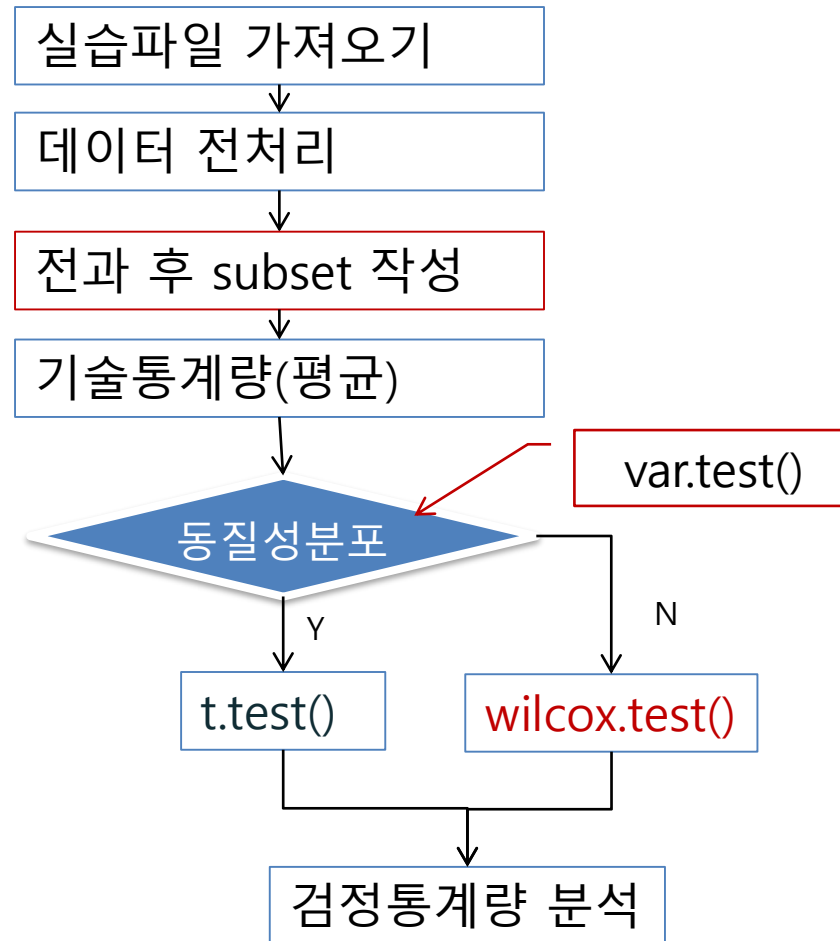 실습파일 가져오기
데이터 전처리
전과 후 subset 작성
기술통계량(평균)
var.test()
동질성분포
Y
N
t.test()
wilcox.test()
검정통계량 분석